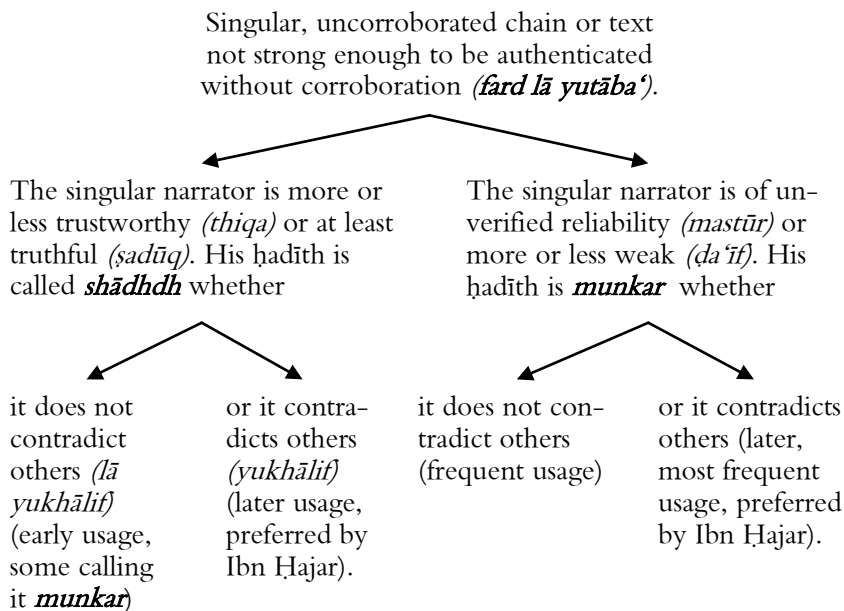 Singular, uncorroborated chain or text
not strong enough to be authenticated
without corroboration (fard lā yutāba‘).
The singular narrator is more or
less trustworthy (thiqa) or at least
truthful (ṣadūq). His ḥadīth is
called shādhdh whether
The singular narrator is of un-
verified reliability (mastūr) or
more or less weak (ḍa‘īf). His
ḥadīth is munkar whether
it does not
contradict
others (lā
yukhālif)
(early usage,
some calling
it munkar)
or it contra-
dicts others
(yukhālif)
(later usage,
preferred by
Ibn Ḥajar).
it does not con-
tradict others
(frequent usage)
or it contradicts
others (later,
most frequent
usage, preferred
by Ibn Ḥajar).